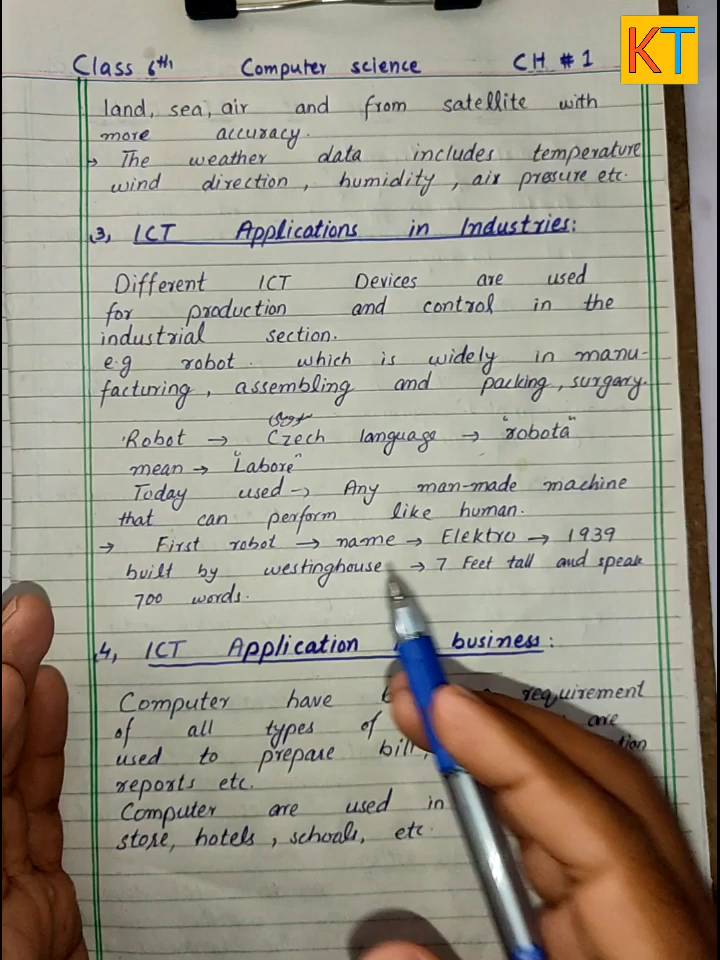 KT
Class 6th Computer science CH # 1
land, sea, air and from satellite with
more accuracy.
→ The weather data includes temperature
wind direction, humidity, air presure etc.
3, ICT Applications in Industries:
Different ICT Devices are used
for production and control in the
industrial section.
e.g robot. which is widely in manu-
facturing, assembling and packing, surgary.
Robot → Czech language → "robota"
mean → "Labore"
Today used → Any man-made machine
that can perform like human.
→ First robot → name → Elektro → 1939
built by westinghouse → 7 Feet tall and speak
700 words.
4, ICT Application business:
Computer have requirement
of all types of are
used to prepare bill,
reports etc.
Computer are used in
store, hotels, schools, etc.